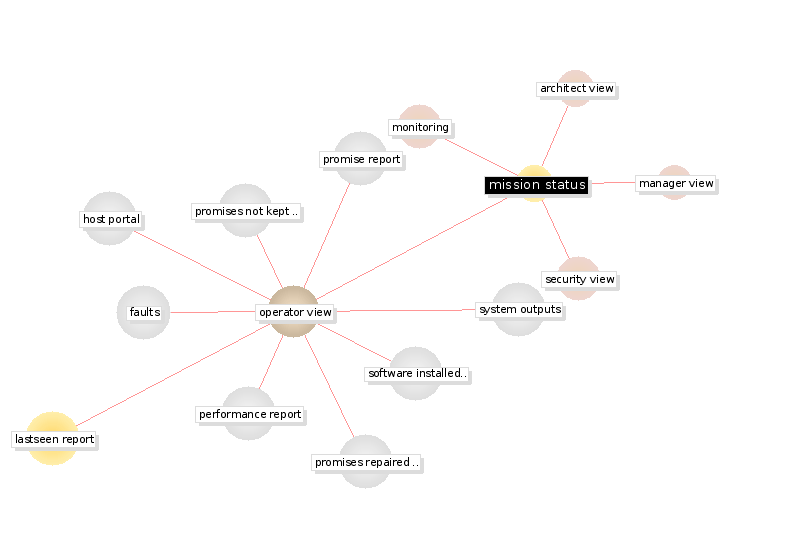 architect view
monitoring
promise report
mission status
manager view
promises not kept ..
host portal
security view
system outputs
faults
operator view
software installed..
performance report
lastseen report
promises repaired ..